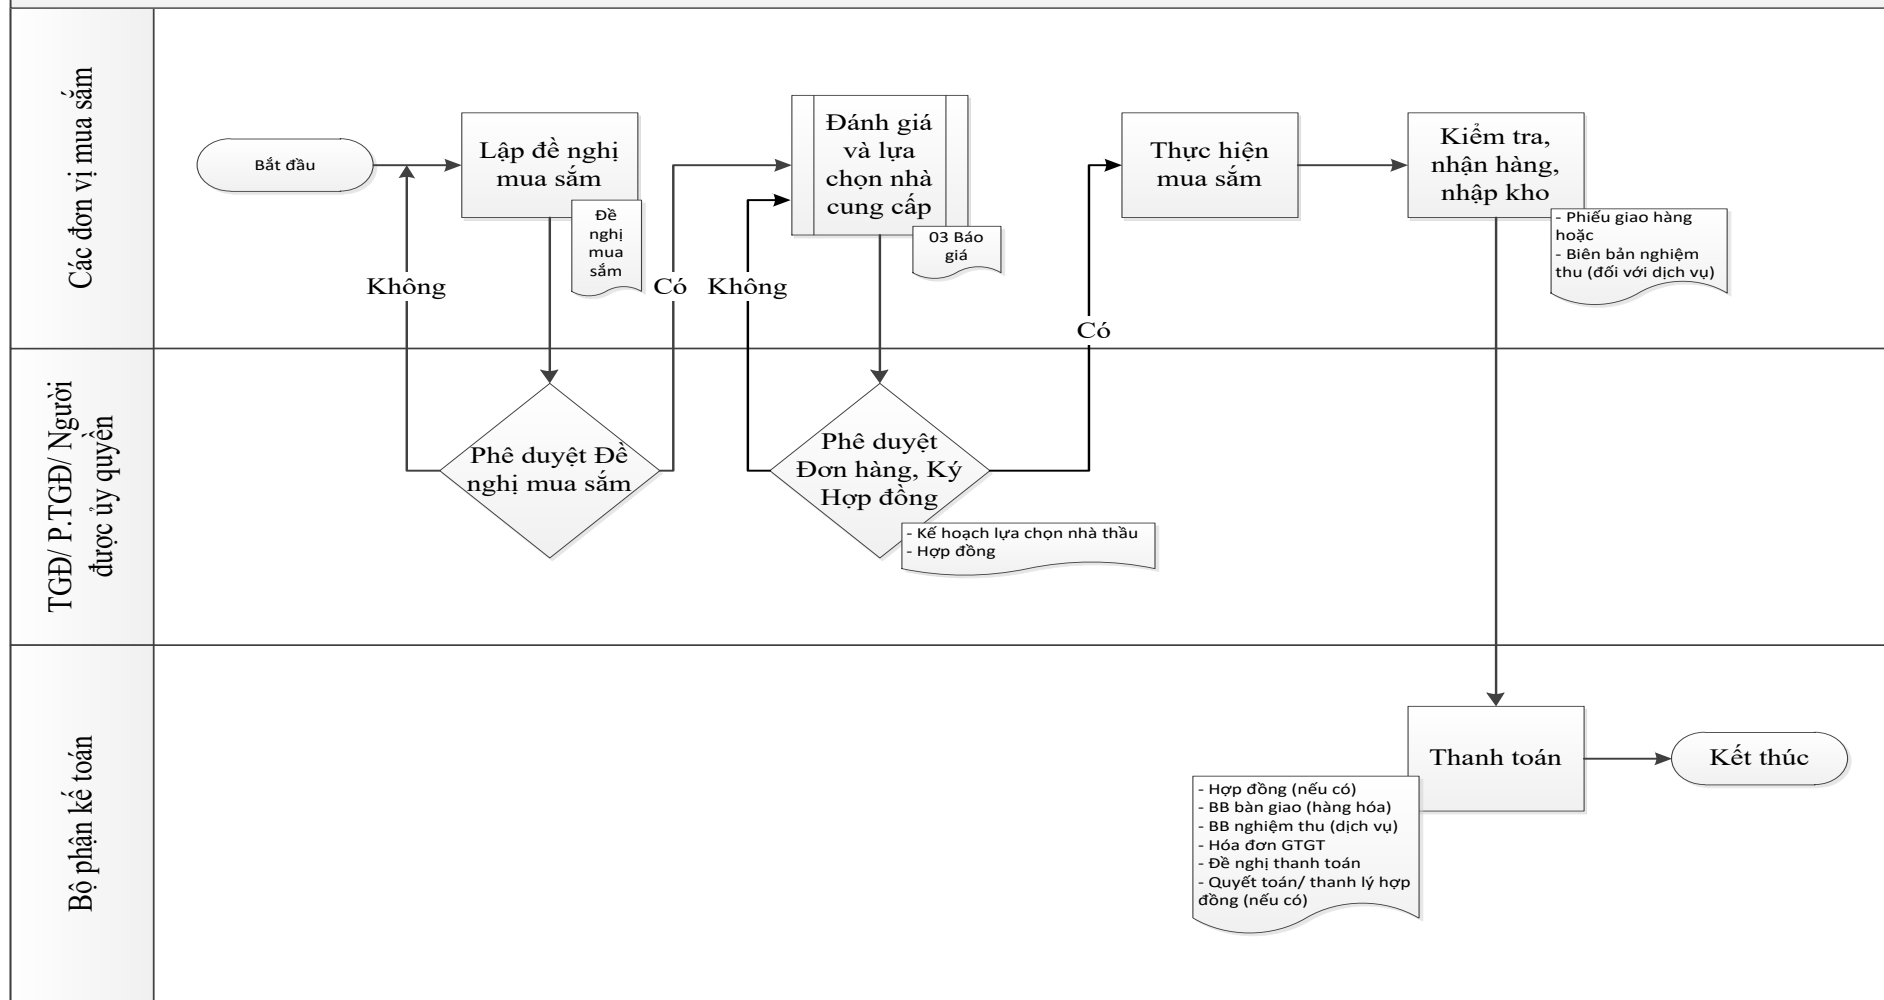 Các đơn vị mua sắm
Bắt đầu
Lập đề nghị
mua sắm
Đề
nghị
mua
sắm
Đánh giá
và lựa
chọn nhà
cung cấp
03 Báo
giá
Thực hiện
mua sắm
Kiểm tra,
nhận hàng,
nhập kho
- Phiếu giao hàng
hoặc
- Biên bản nghiệm
thu (đối với dịch vụ)
Không
Có
Không
Có
TGĐ/ P.TGĐ/ Người
được ủy quyền
Phê duyệt Đề
nghị mua sắm
Phê duyệt
Đơn hàng, Ký
Hợp đồng
- Kế hoạch lựa chọn nhà thầu
- Hợp đồng
Bộ phận kế toán
Thanh toán
Kết thúc
- Hợp đồng (nếu có)
- BB bàn giao (hàng hóa)
- BB nghiệm thu (dịch vụ)
- Hóa đơn GTGT
- Đề nghị thanh toán
- Quyết toán/ thanh lý hợp
đồng (nếu có)